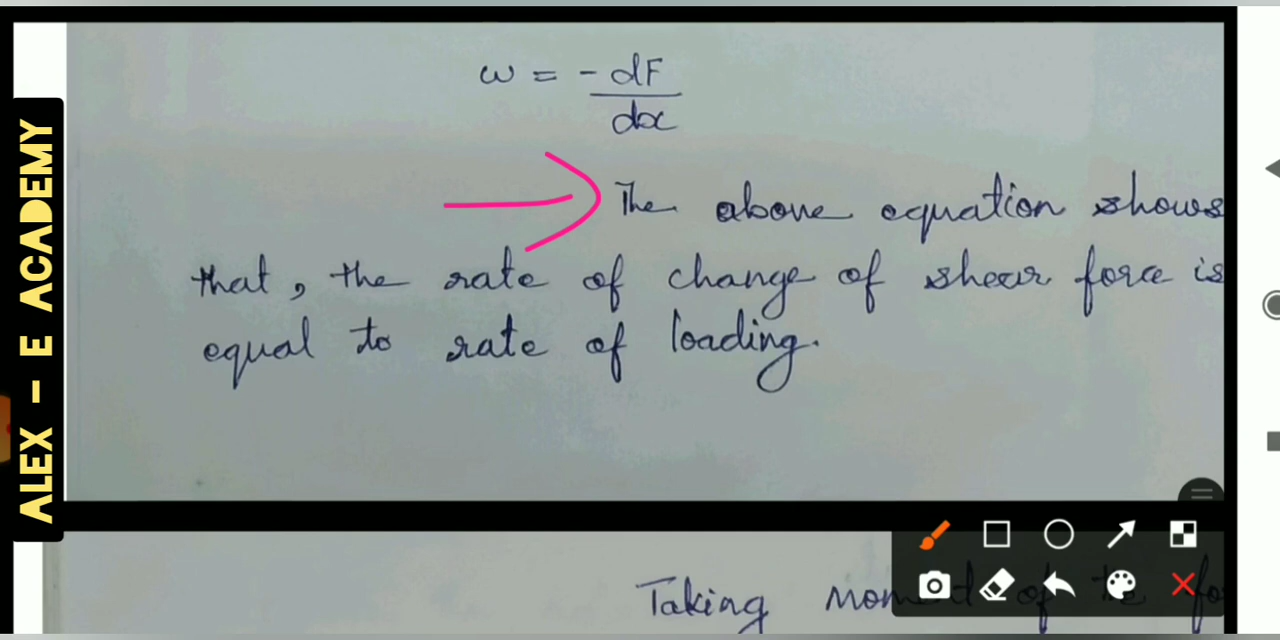 ALEX - E ACADEMY
ω = - dF
dx
The above equation shows
that, the rate of change of shear force is
equal to rate of loading.
Taking